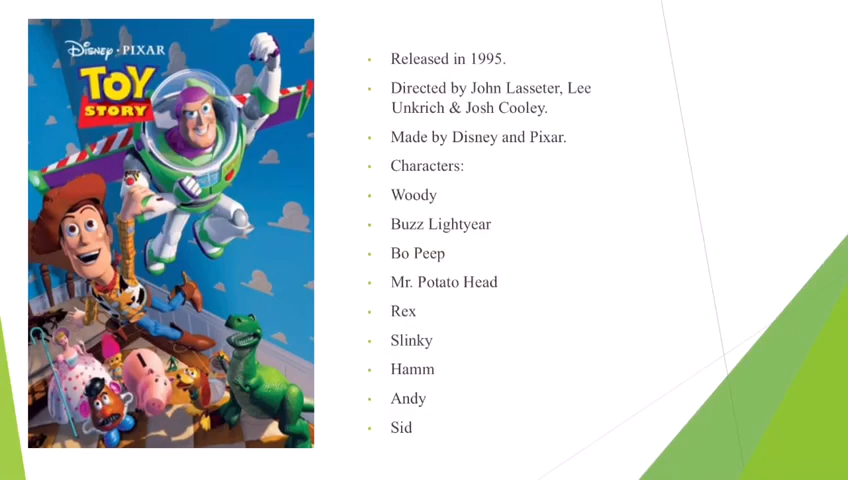 Disney · PIXAR
TOY
STORY
• Released in 1995.
• Directed by John Lasseter, Lee
Unkrich & Josh Cooley.
• Made by Disney and Pixar.
• Characters:
• Woody
• Buzz Lightyear
• Bo Peep
• Mr. Potato Head
• Rex
• Slinky
• Hamm
• Andy
• Sid